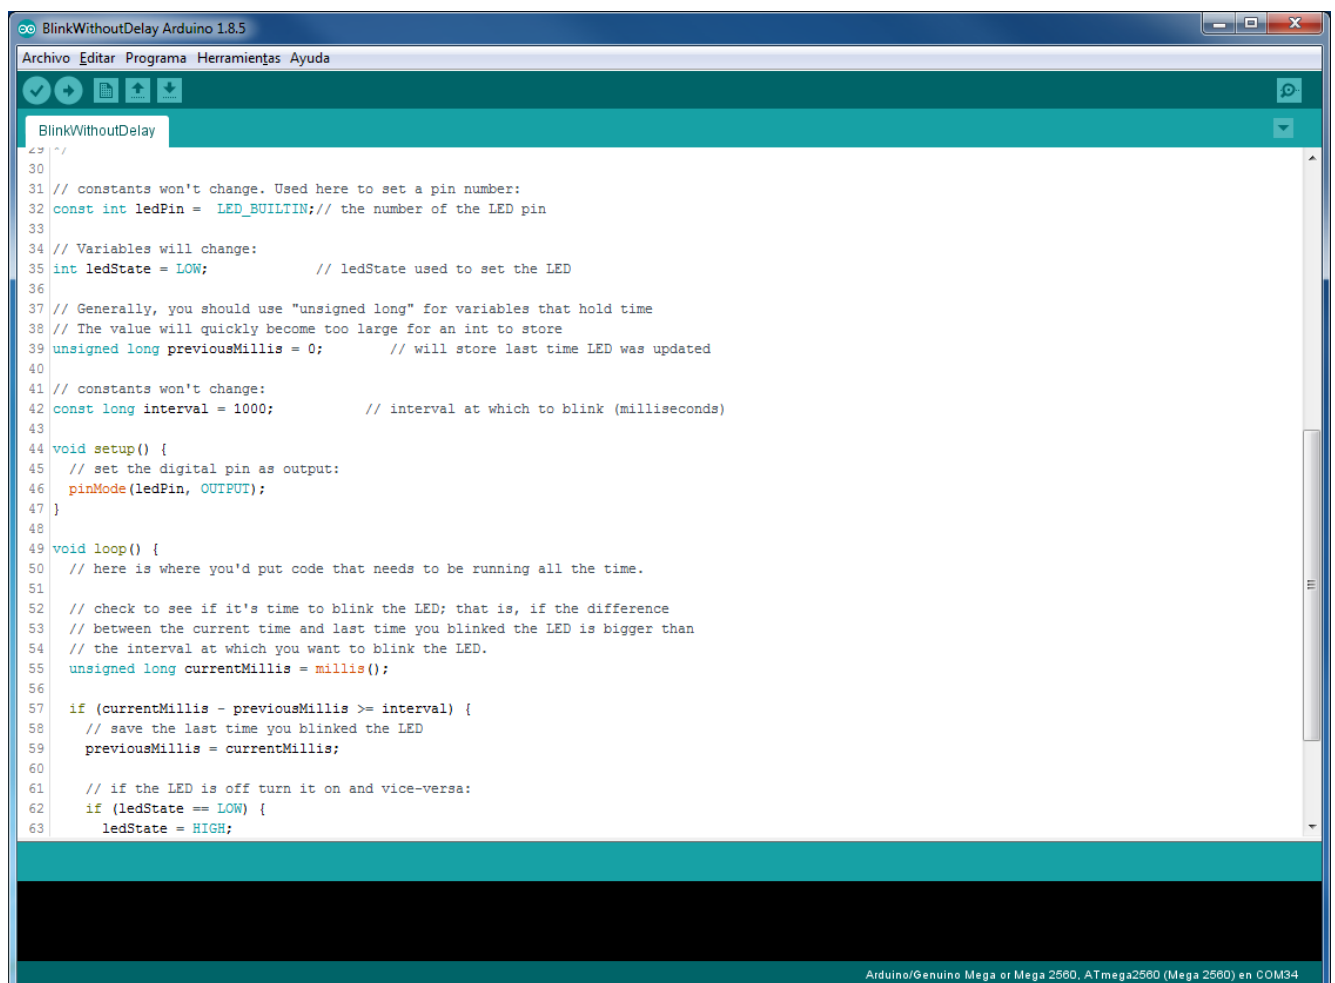 BlinkWithoutDelay Arduino 1.8.5
Archivo Editar Programa Herramientas Ayuda
BlinkWithoutDelay
29 */
30
31 // constants won't change. Used here to set a pin number:
32 const int ledPin =  LED_BUILTIN;// the number of the LED pin
33
34 // Variables will change:
35 int ledState = LOW;             // ledState used to set the LED
36
37 // Generally, you should use "unsigned long" for variables that hold time
38 // The value will quickly become too large for an int to store
39 unsigned long previousMillis = 0;        // will store last time LED was updated
40
41 // constants won't change:
42 const long interval = 1000;           // interval at which to blink (milliseconds)
43
44 void setup() {
45   // set the digital pin as output:
46   pinMode(ledPin, OUTPUT);
47 }
48
49 void loop() {
50   // here is where you'd put code that needs to be running all the time.
51
52   // check to see if it's time to blink the LED; that is, if the difference
53   // between the current time and last time you blinked the LED is bigger than
54   // the interval at which you want to blink the LED.
55   unsigned long currentMillis = millis();
56
57   if (currentMillis - previousMillis >= interval) {
58     // save the last time you blinked the LED
59     previousMillis = currentMillis;
60
61     // if the LED is off turn it on and vice-versa:
62     if (ledState == LOW) {
63       ledState = HIGH;
Arduino/Genuino Mega or Mega 2560, ATmega2560 (Mega 2560) en COM34